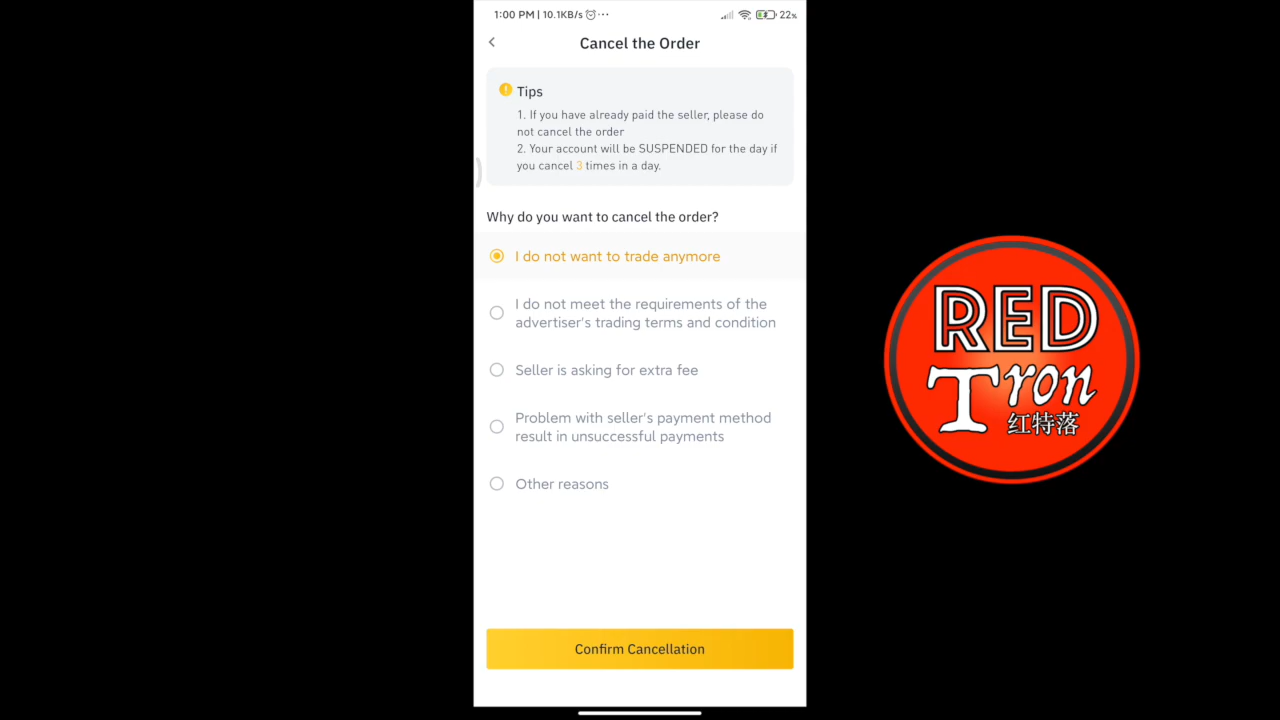 1:00 PM | 10.1KB/s ···
22%
Cancel the Order
Tips
1. If you have already paid the seller, please do
not cancel the order
2. Your account will be SUSPENDED for the day if
you cancel 3 times in a day.
Why do you want to cancel the order?
I do not want to trade anymore
I do not meet the requirements of the
advertiser's trading terms and condition
Seller is asking for extra fee
Problem with seller's payment method
result in unsuccessful payments
Other reasons
Confirm Cancellation
RED
Tron
红特落